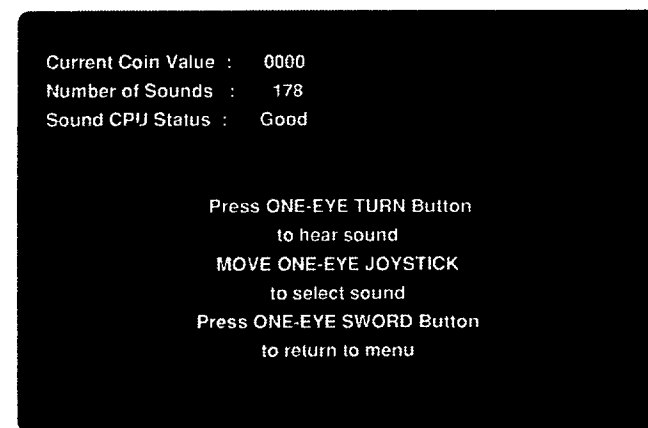 Current Coin Value : 0000
Number of Sounds : 178
Sound CPU Status : Good
Press ONE-EYE TURN Button
to hear sound
MOVE ONE-EYE JOYSTICK
to select sound
Press ONE-EYE SWORD Button
to return to menu